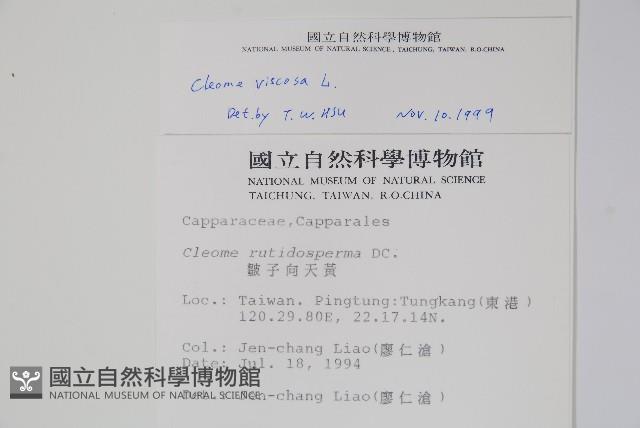 國立自然科學博物館
NATIONAL MUSEUM OF NATURAL SCIENCE, TAICHUNG, TAIWAN, R.O.CHINA
Cleome viscosa L.
Det.by T.W.HSU Nov.10.1999
國立自然科學博物館
NATIONAL MUSEUM OF NATURAL SCIENCE
TAICHUNG, TAIWAN, R.O.CHINA
Capparaceae,Capparales
Cleome rutidosperma DC.
皺子向天黃
Loc.: Taiwan. Pingtung:Tungkang(東港)
120.29.80E, 22.17.14N.
Col.: Jen-chang Liao(廖仁滄)
Date: Jul. 18, 1994
Det.: Jen-chang Liao(廖仁滄)
國立自然科學博物館
NATIONAL MUSEUM OF NATURAL SCIENCE